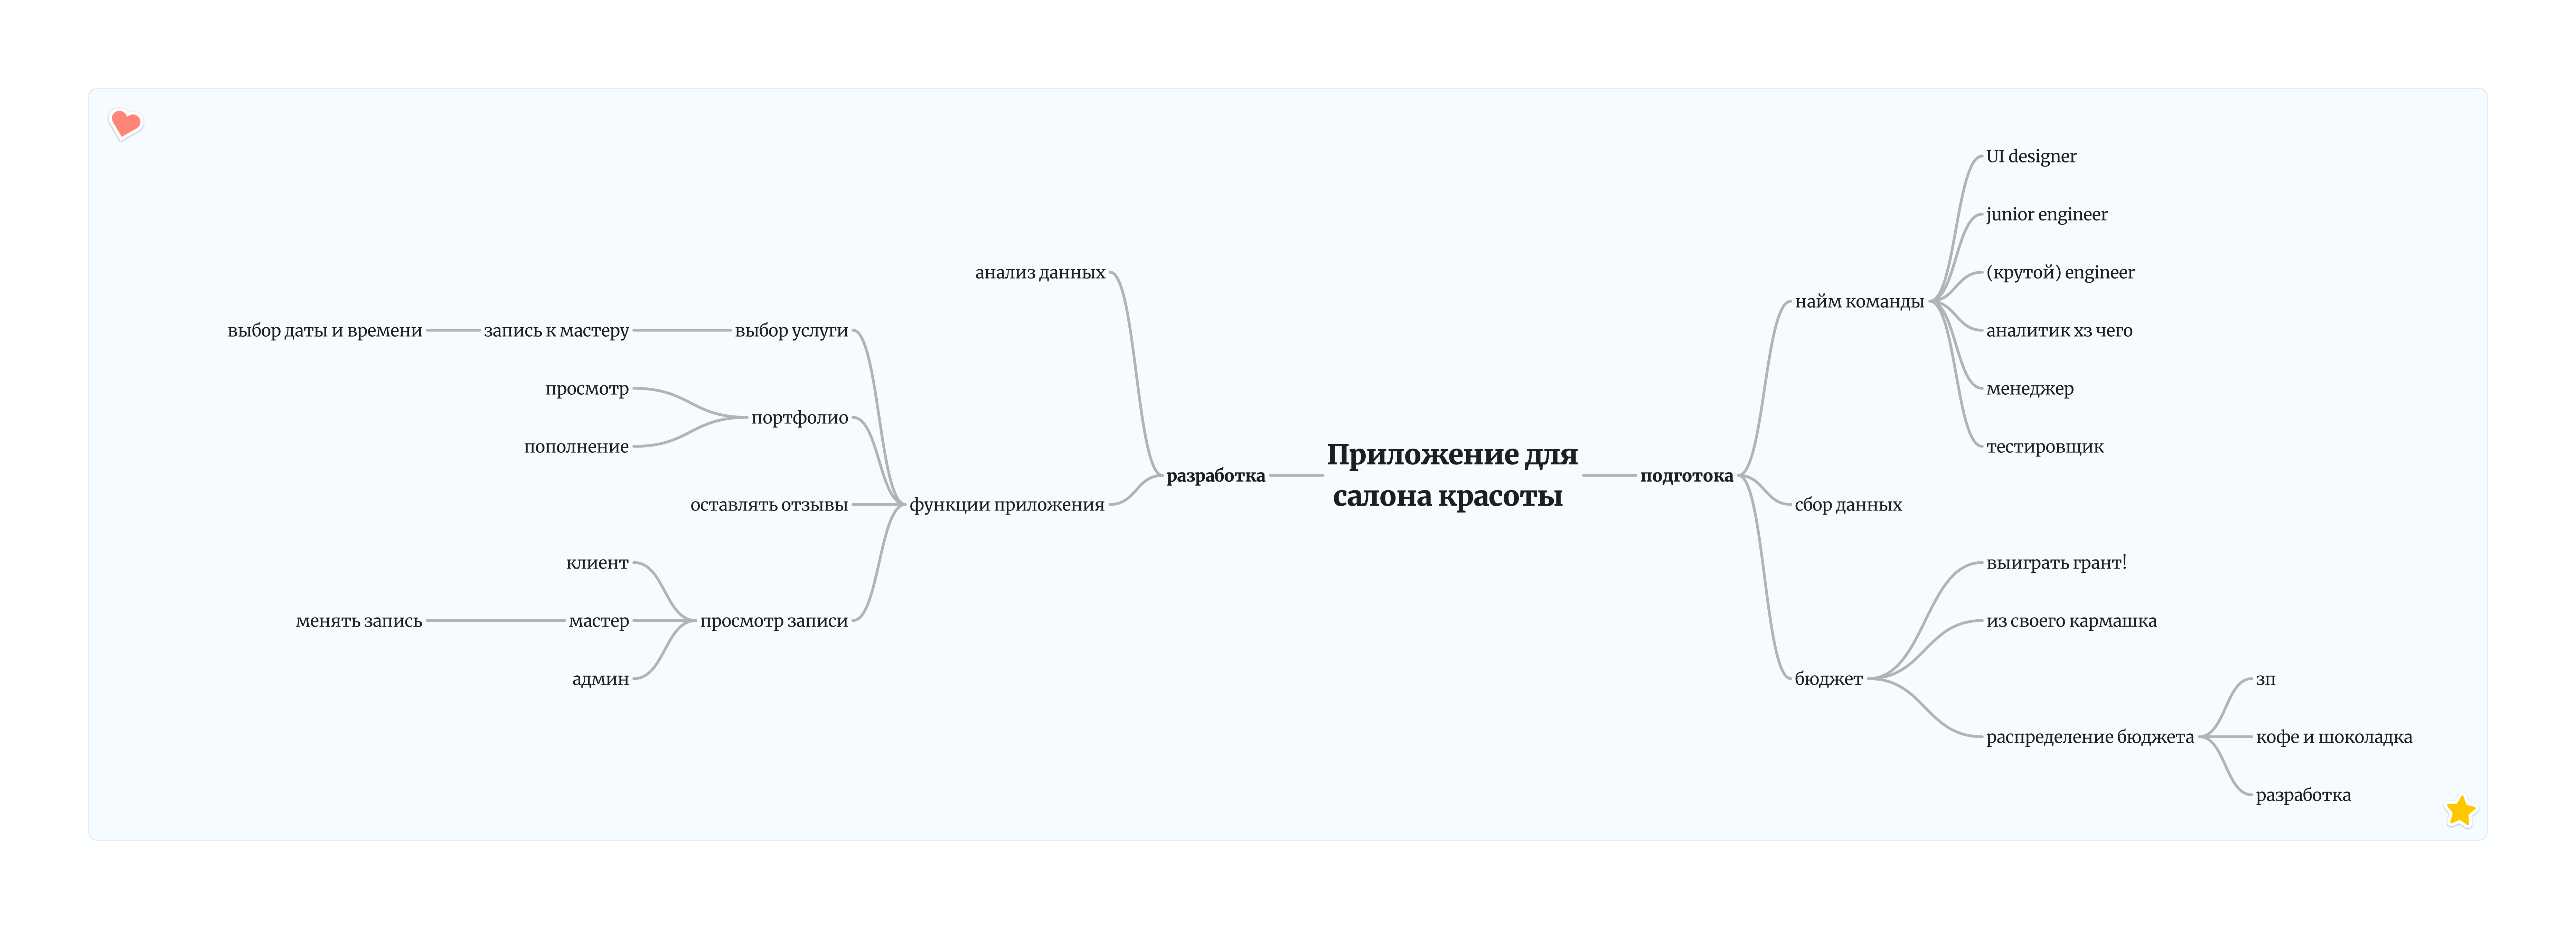 UI designer
junior engineer
(крутой) engineer
аналитик хз чего
менеджер
тестировщик
найм команды
сбор данных
выиграть грант!
из своего кармашка
распределение бюджета
зп
кофе и шоколадка
разработка
бюджет
подготока
Приложение для
салона красоты
разработка
анализ данных
функции приложения
выбор услуги
запись к мастеру
выбор даты и времени
портфолио
просмотр
пополнение
оставлять отзывы
просмотр записи
клиент
мастер
менять запись
админ